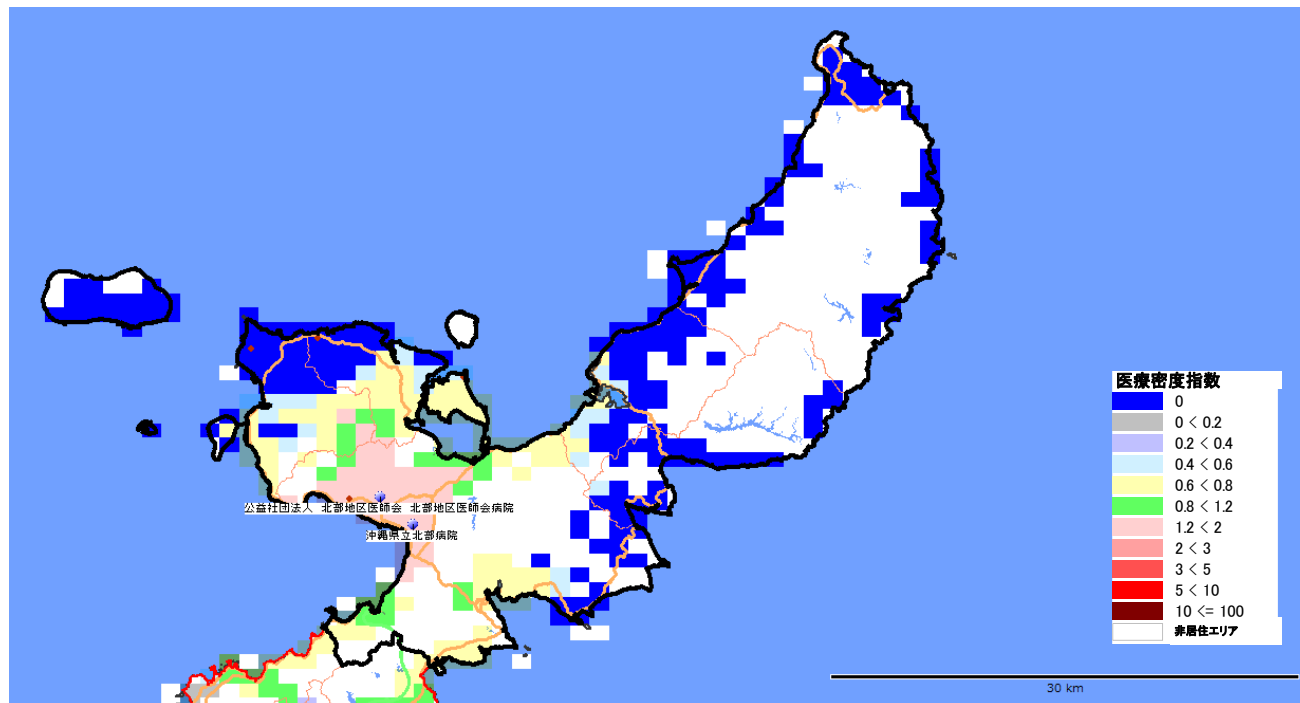 医療密度指数
0
0 < 0.2
0.2 < 0.4
0.4 < 0.6
0.6 < 0.8
0.8 < 1.2
1.2 < 2
2 < 3
3 < 5
5 < 10
10 <= 100
非居住エリア
公益社団法人 北部地区医師会 北部地区医師会病院
沖縄県立北部病院
30 km